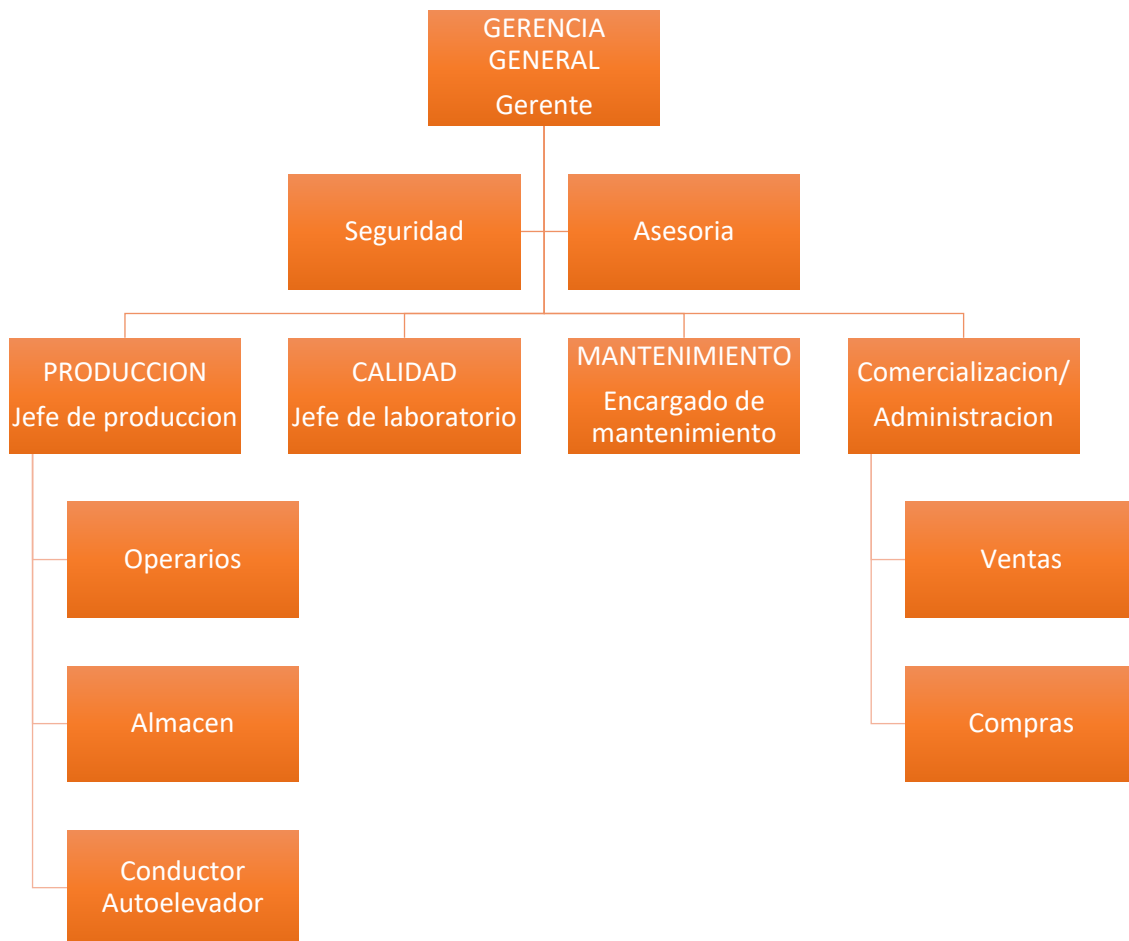 GERENCIA
GENERAL
Gerente
Seguridad
Asesoria
PRODUCCION
Jefe de produccion
CALIDAD
Jefe de laboratorio
MANTENIMIENTO
Encargado de
mantenimiento
Comercializacion/
Administracion
Operarios
Ventas
Almacen
Compras
Conductor
Autoelevador